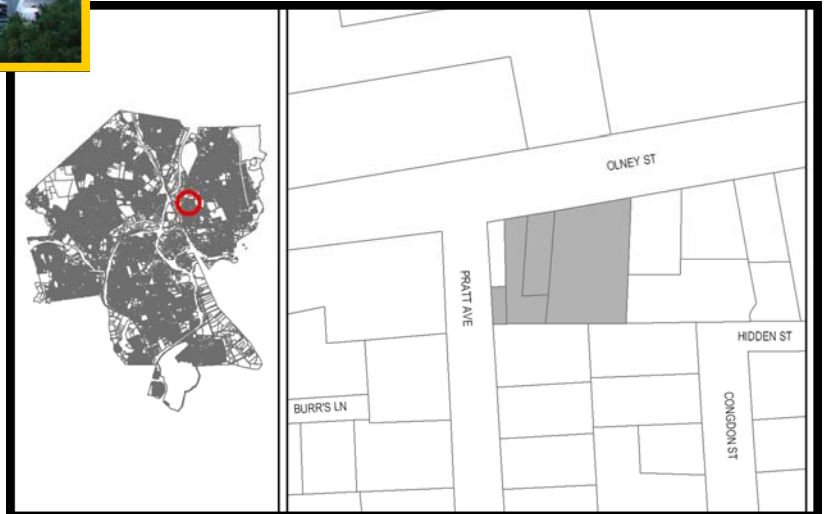 OLNEY ST
PRATT AVE
HIDDEN ST
BURR'S LN
CONGDON ST